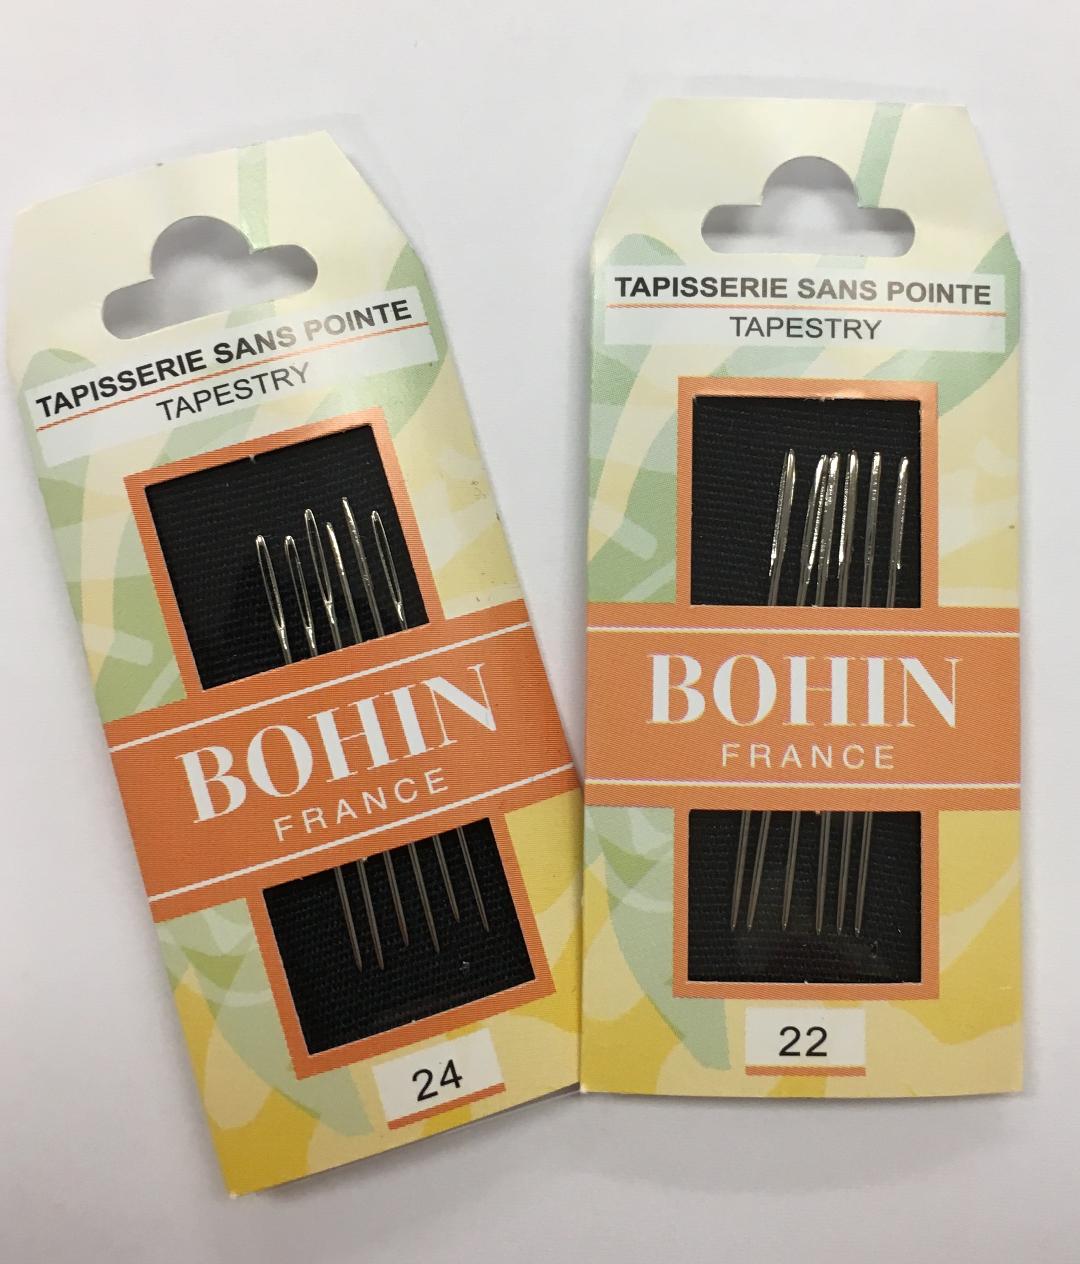 TAPISSERIE SANS POINTE
TAPESTRY
BOHIN
FRANCE
24
TAPISSERIE SANS POINTE
TAPESTRY
BOHIN
FRANCE
22